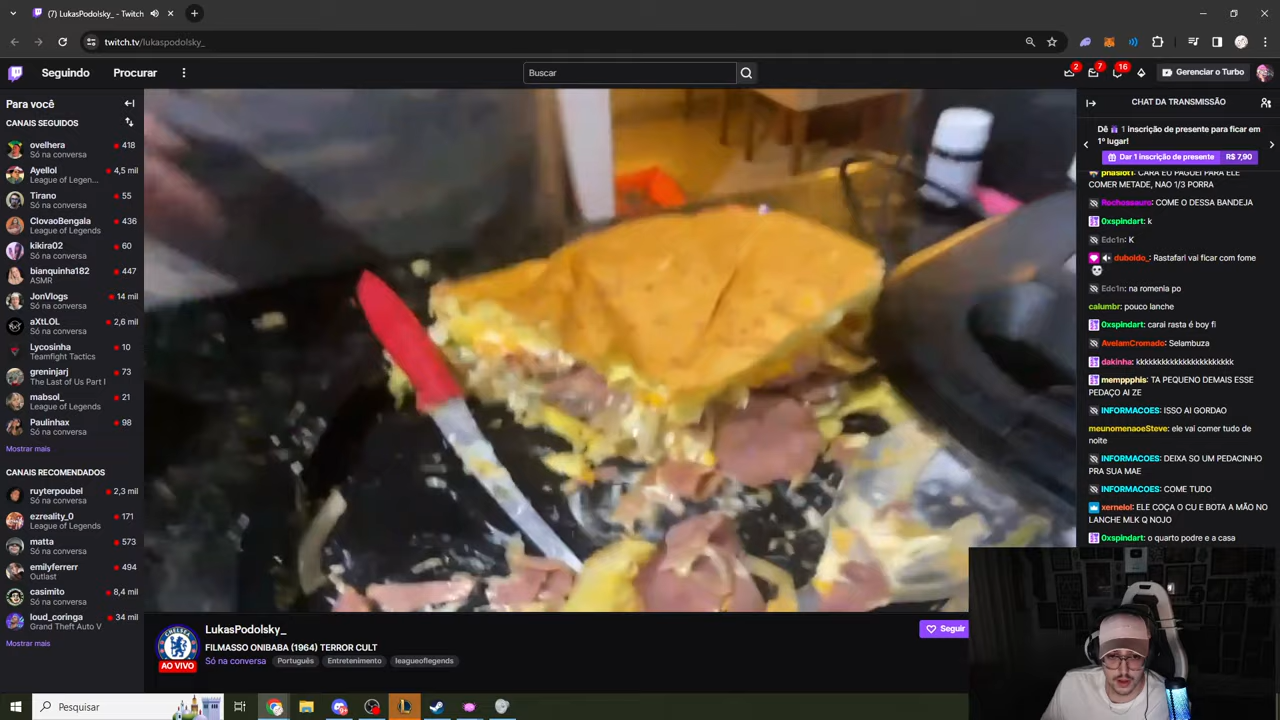 (7) LukasPodolsky_ - Twitch
twitch.tv/lukaspodolsky_
Seguindo
Procurar
Buscar
2
7
16
Gerenciar o Turbo
Para você
CANAIS SEGUIDOS
ovelhera
418
Só na conversa
Ayellol
4,5 mil
League of Legen...
Tirano
55
Só na conversa
ClovaoBengala
436
League of Legends
kikira02
60
Só na conversa
bianquinha182
447
ASMR
JonVlogs
14 mil
Só na conversa
aXtLOL
2,6 mil
Só na conversa
Lycosinha
10
Teamfight Tactics
greninjarj
73
The Last of Us Part I
mabsol_
21
League of Legends
Paulinhax
98
Só na conversa
Mostrar mais
CANAIS RECOMENDADOS
ruyterpoubel
2,3 mil
Só na conversa
ezreality_0
171
League of Legends
matta
573
Só na conversa
emilyferrerr
494
Outlast
casimito
8,4 mil
Só na conversa
loud_coringa
34 mil
Grand Theft Auto V
Mostrar mais
LukasPodolsky_
FILMASSO ONIBABA (1964) TERROR CULT
Só na conversa
Português
Entretenimento
leagueoflegends
AO VIVO
Seguir
CHAT DA TRANSMISSÃO
Dê 1 inscrição de presente para ficar em
1º lugar!
Dar 1 inscrição de presente
R$ 7,90
CARA EU PAGUEI PARA ELE
COMER METADE, NAO 1/3 PORRA
Rochassauro: COME O DESSA BANDEJA
0xspindart: k
Edc1n: K
duboldo_: Rastafari vai ficar com fome
Edc1n: na romenia po
calumbr: pouco lanche
0xspindart: carai rasta é boy fi
AvelamCromado: Selambuza
dakinha: kkkkkkkkkkkkkkkkkkkkkkk
memppphis: TA PEQUENO DEMAIS ESSE
PEDAÇO AI ZE
INFORMACOES: ISSO AI GORDAO
meunomenaoeSteve: ele vai comer tudo de
noite
INFORMACOES: DEIXA SO UM PEDACINHO
PRA SUA MAE
INFORMACOES: COME TUDO
xernelol: ELE COÇA O CU E BOTA A MÃO NO
LANCHE MLK Q NOJO
0xspindart: o quarto podre e a casa
Pesquisar